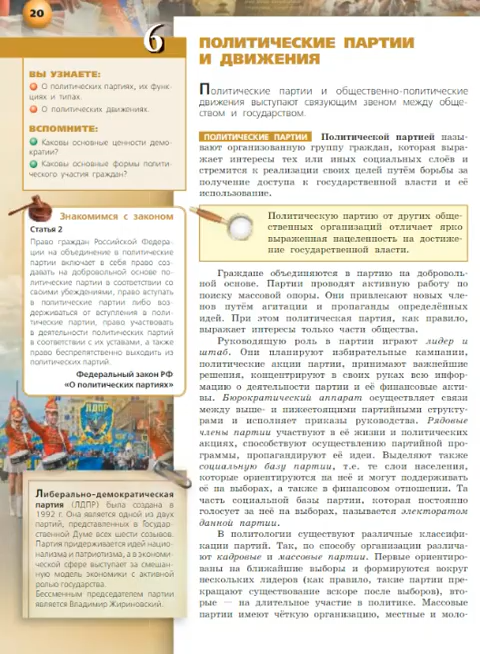 20
6
ПОЛИТИЧЕСКИЕ ПАРТИИ
И ДВИЖЕНИЯ
ВЫ УЗНАЕТЕ:
О политических партиях, их функ-
циях и типах.
О политических движениях.
ВСПОМНИТЕ:
Каковы основные ценности демо-
кратии?
Каковы основные формы полити-
ческого участия граждан?
Знакомимся с законом
Статья 2
Право граждан Российской Федера-
ции на объединение в политические
партии включает в себя право соз-
давать на добровольной основе по-
литические партии в соответствии со
своими убеждениями, право вступать
в политические партии либо воз-
держиваться от вступления в поли-
тические партии, право участвовать
в деятельности политических партий
в соответствии с их уставами, а также
право беспрепятственно выходить из
политических партий.
Федеральный закон РФ
«О политических партиях»
ЛДПР
Либерально-демократическая
партия (ЛДПР) была создана в
1992 г. Она является одной из двух
партий, представленных в Государ-
ственной Думе всех шести созывов.
Партия придерживается идей нацио-
нализма и патриотизма, а в экономи-
ческой сфере выступает за смешан-
ную модель экономики с активной
ролью государства.
Бессменным председателем партии
является Владимир Жириновский.
Политические партии и общественно-политические
движения выступают связующим звеном между обще-
ством и государством.
ПОЛИТИЧЕСКИЕ ПАРТИИ Политической партией назы-
вают организованную группу граждан, которая выра-
жает интересы тех или иных социальных слоёв и
стремится к реализации своих целей путём борьбы за
получение доступа к государственной власти и её
использование.
Политическую партию от других обще-
ственных организаций отличает ярко
выраженная нацеленность на достиже-
ние государственной власти.
Граждане объединяются в партию на доброволь-
ной основе. Партии проводят активную работу по
поиску массовой опоры. Они привлекают новых чле-
нов путём агитации и пропаганды определённых
идей. При этом политическая партия, как правило,
выражает интересы только части общества.
Руководящую роль в партии играют лидер и
штаб. Они планируют избирательные кампании,
политические акции партии, принимают важнейшие
решения, концентрируют в своих руках всю инфор-
мацию о деятельности партии и её финансовые акти-
вы. Бюрократический аппарат осуществляет связи
между выше- и нижестоящими партийными структу-
рами и исполняет приказы руководства. Рядовые
члены партии участвуют в её жизни и политических
акциях, способствуют осуществлению партийной про-
граммы, пропагандируют её идеи. Выделяют также
социальную базу партии, т.е. те слои населения,
которые ориентируются на неё и могут поддерживать
её на выборах, а также в финансовом отношении. Та
часть социальной базы партии, которая постоянно
голосует за неё на выборах, называется электоратом
данной партии.
В политологии существуют различные классифи-
кации партий. Так, по способу организации различа-
ют кадровые и массовые партии. Первые ориентиро-
ваны на ближайшие выборы и формируются вокруг
нескольких лидеров (как правило, такие партии пре-
кращают существование вскоре после выборов), вто-
рые — на длительное участие в политике. Массовые
партии имеют чёткую организацию, местные и моло-